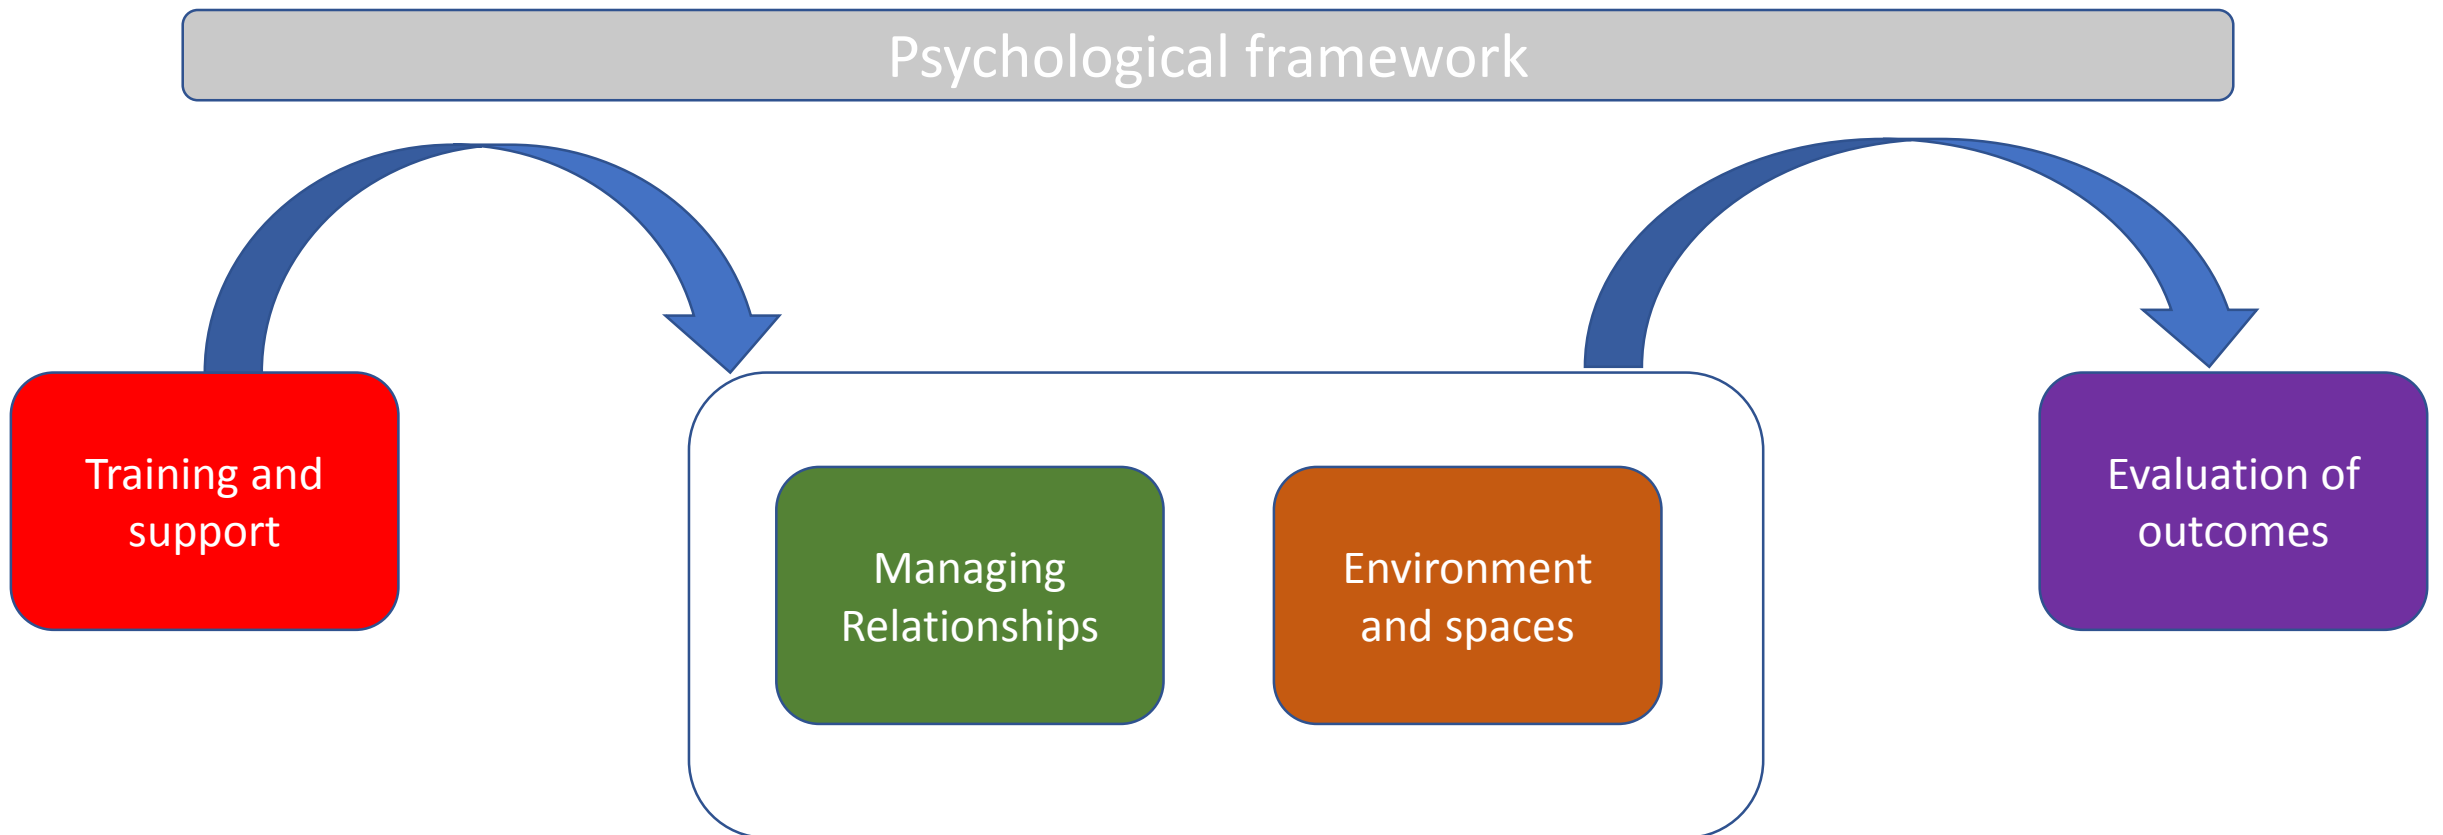 Psychological framework
Training and
support
Managing
Relationships
Environment
and spaces
Evaluation of
outcomes